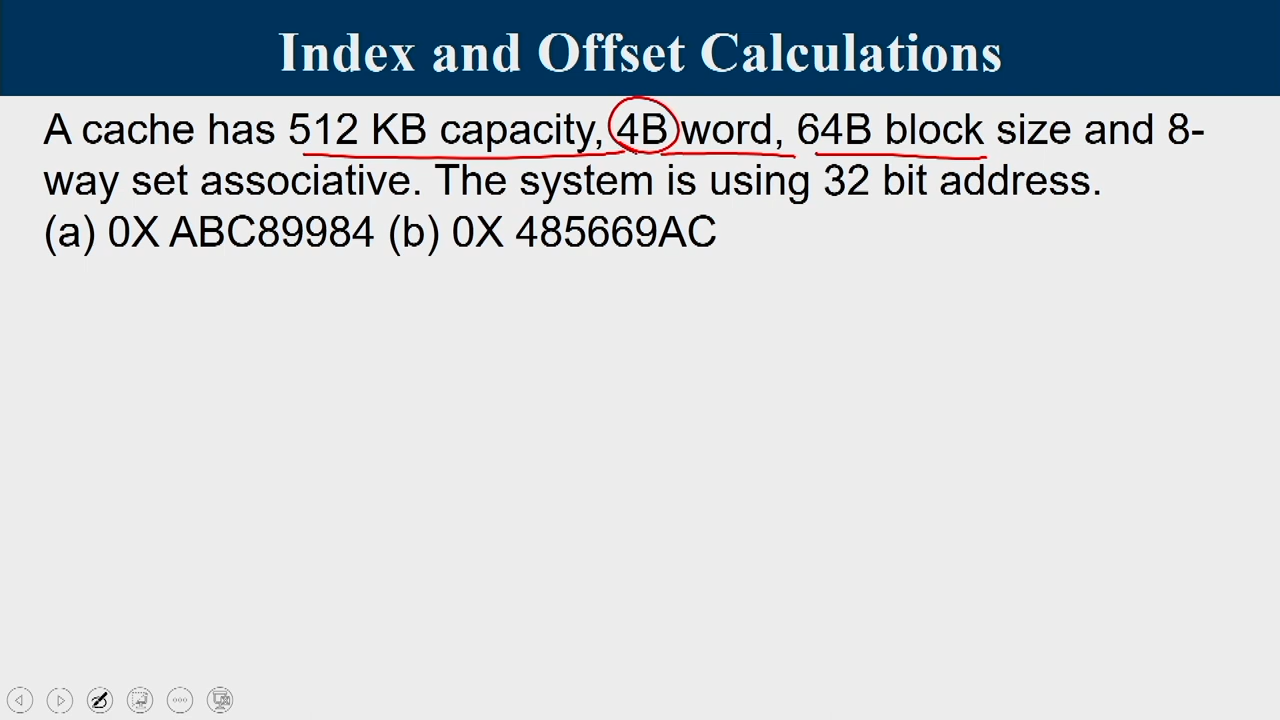 Index and Offset Calculations
A cache has 512 KB capacity, 4B word, 64B block size and 8-
way set associative. The system is using 32 bit address.
(a) 0X ABC89984 (b) 0X 485669AC